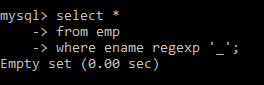 mysql> select *
    -> from emp
    -> where ename regexp '_';
Empty set (0.00 sec)